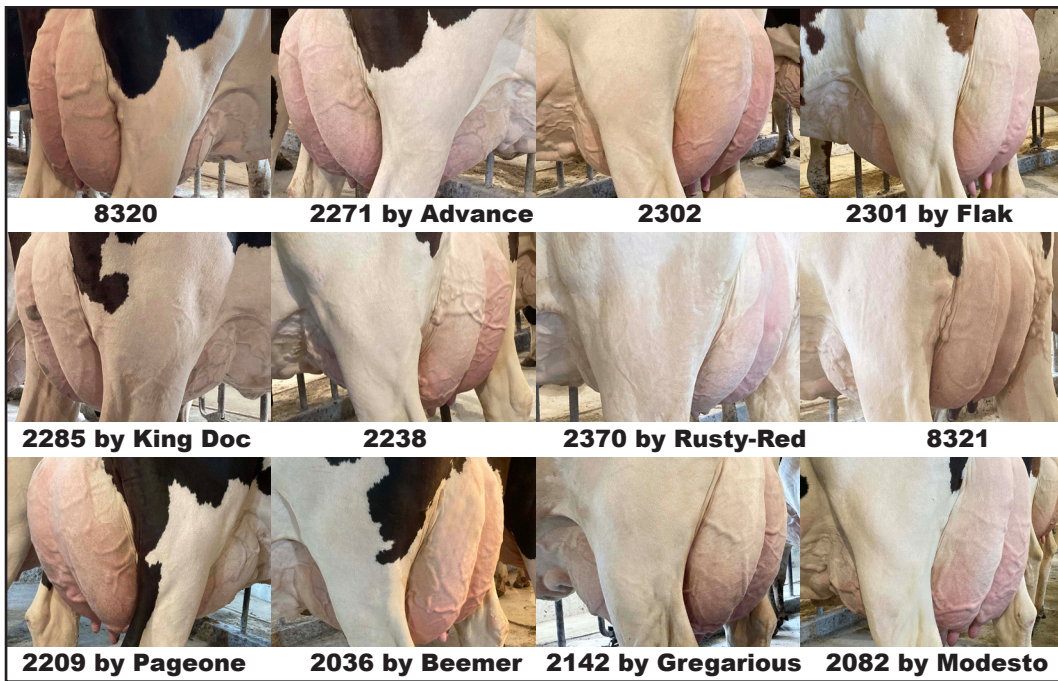 8320
2271 by Advance
2302
2301 by Flak
2285 by King Doc
2238
2370 by Rusty-Red
8321
2209 by Pageone
2036 by Beemer
2142 by Gregarious
2082 by Modesto